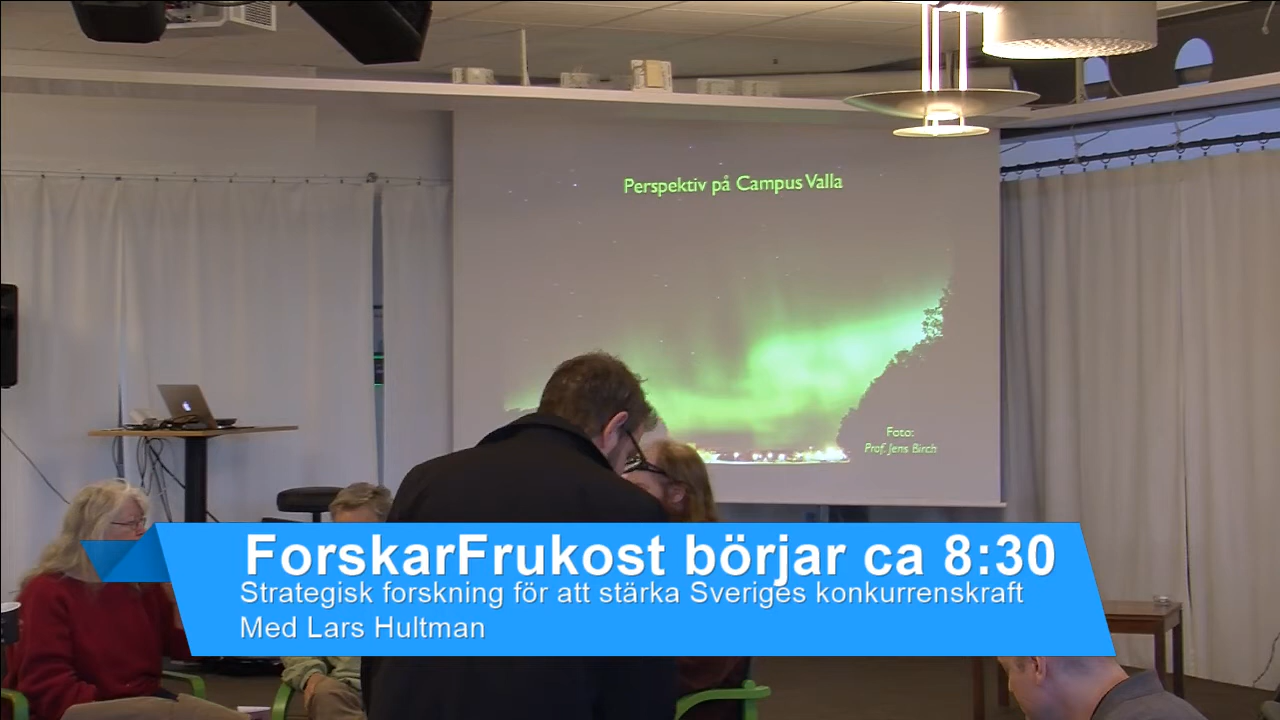 Perspektiv på Campus Valla
Foto:
Prof. Jens Birch
ForskarFrukost börjar ca 8:30
Strategisk forskning för att stärka Sveriges konkurrenskraft
Med Lars Hultman